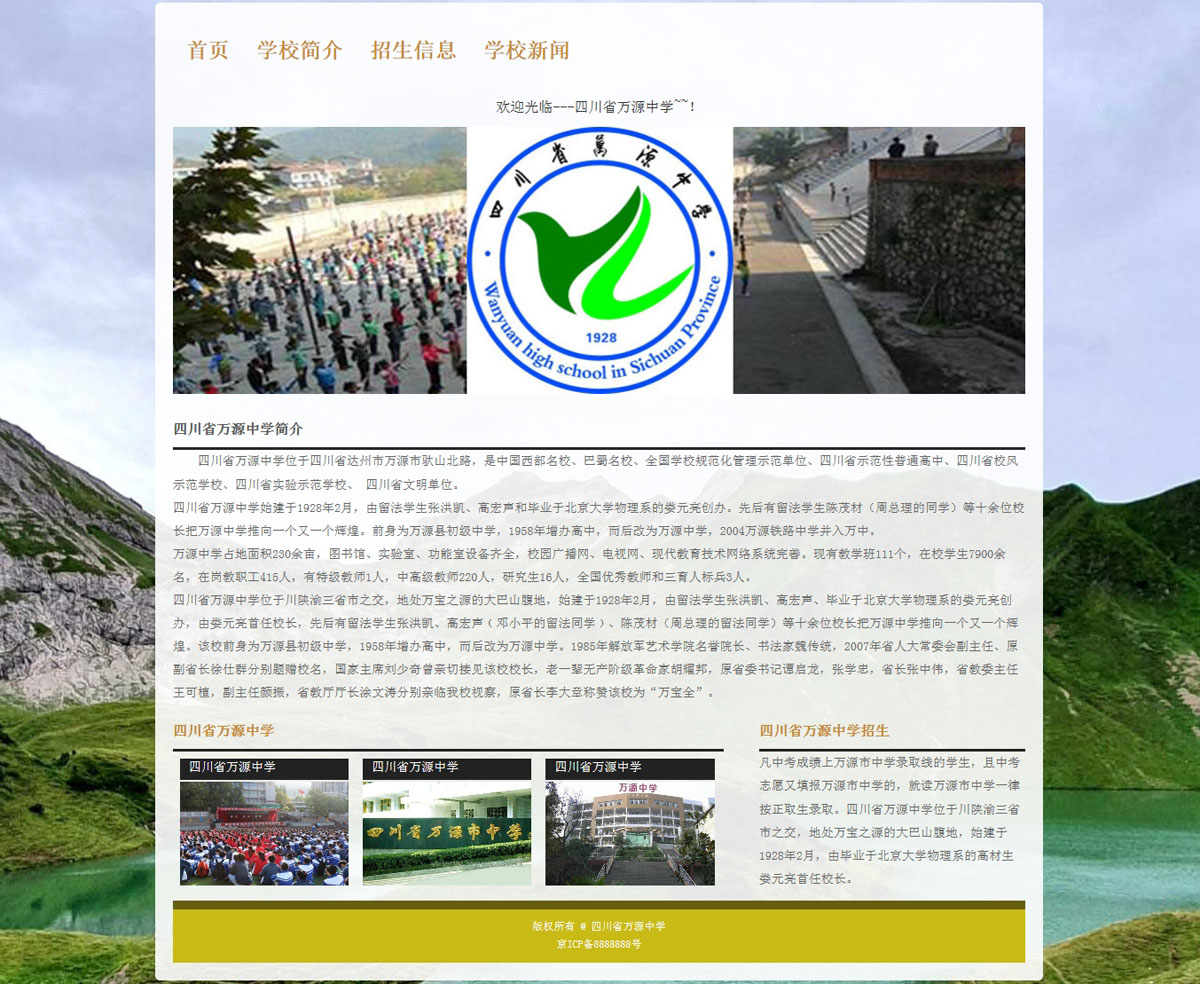 首页 学校简介 招生信息 学校新闻
欢迎光临---四川省万源中学~~!
四川省萬源中學
1928
Wanyuan high school in Sichuan Province
四川省万源中学简介
四川省万源中学位于四川省达州市万源市驮山北路，是中国西部名校、巴蜀名校、全国学校规范化管理示范单位、四川省示范性普通高中、四川省校风
示范学校、四川省实验示范学校、 四川省文明单位。
四川省万源中学始建于1928年2月，由留法学生张洪凯、高宏声和毕业于北京大学物理系的娄元亮创办。先后有留法学生陈茂材（周总理的同学）等十余位校
长把万源中学推向一个又一个辉煌。前身为万源县初级中学，1958年增办高中，而后改为万源中学，2004万源铁路中学并入万中。
万源中学占地面积230余亩，图书馆、实验室、功能室设备齐全，校园广播网、电视网、现代教育技术网络系统完善。现有教学班111个，在校学生7900余
名，在岗教职工415人，有特级教师1人，中高级教师220人，研究生16人，全国优秀教师和三育人标兵3人。
四川省万源中学位于川陕渝三省市之交，地处万宝之源的大巴山腹地，始建于1928年2月，由留法学生张洪凯、高宏声、毕业于北京大学物理系的娄元亮创
办，由娄元亮首任校长，先后有留法学生张洪凯、高宏声（邓小平的留法同学）、陈茂材（周总理的留法同学）等十余位校长把万源中学推向一个又一个辉
煌。该校前身为万源县初级中学，1958年增办高中，而后改为万源中学。1985年解放军艺术学院名誉院长、书法家魏传统，2007年省人大常委会副主任、原
副省长徐仕群分别题赠校名，国家主席刘少奇曾亲切接见该校校长，老一辈无产阶级革命家胡耀邦，原省委书记谭启龙，张学忠，省长张中伟，省教委主任
王可植，副主任颜振，省教厅厅长涂文涛分别亲临我校视察，原省长李大章称赞该校为“万宝全”。
四川省万源中学
四川省万源中学 四川省万源中学 四川省万源中学
四川省万源市中学
万源中学
四川省万源中学招生
凡中考成绩上万源市中学录取线的学生，且中考
志愿又填报万源市中学的，就读万源市中学一律
按正取生录取。四川省万源中学位于川陕渝三省
市之交，地处万宝之源的大巴山腹地，始建于
1928年2月，由毕业于北京大学物理系的高材生
娄元亮首任校长。
版权所有 @ 四川省万源中学
京ICP备8888888号